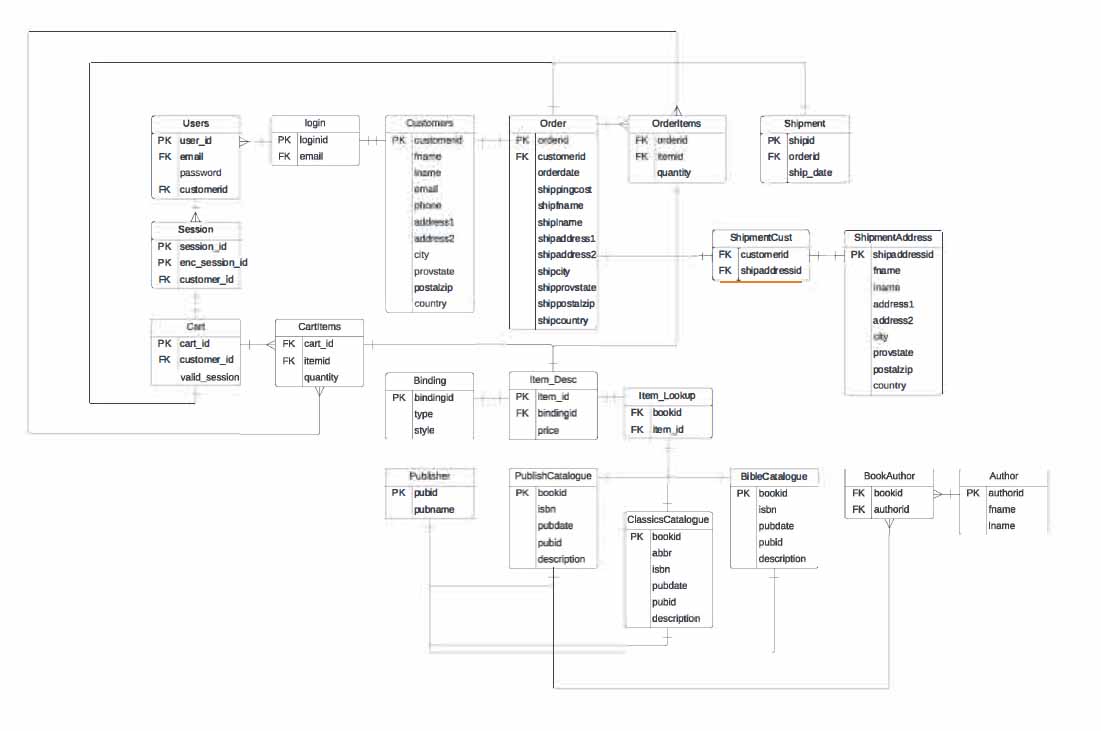 Users
PK user_id
FK email
password
FK customerid
login
PK loginid
FK email
Customers
PK customerid
fname
lname
email
phone
address1
address2
city
provstate
postalzip
country
Order
PK orderid
FK customerid
orderdate
shippingcost
shipfname
shiplname
shipaddress1
shipaddress2
shipcity
shipprovstate
shippostalzip
shipcountry
OrderItems
FK orderid
FK itemid
quantity
Shipment
PK shipid
FK orderid
ship_date
Session
PK session_id
PK enc_session_id
FK customer_id
ShipmentCust
FK customerid
FK shipaddressid
ShipmentAddress
PK shipaddressid
fname
lname
address1
address2
city
provstate
postalzip
country
Cart
PK cart_id
FK customer_id
valid_session
CartItems
FK cart_id
FK itemid
quantity
Binding
PK bindingid
type
style
Item_Desc
PK item_id
FK bindingid
price
Item_Lookup
FK bookid
FK item_id
Publisher
PK pubid
pubname
PublishCatalogue
PK bookid
isbn
pubdate
pubid
description
ClassicsCatalogue
PK bookid
abbr
isbn
pubdate
pubid
description
BibleCatalogue
PK bookid
isbn
pubdate
pubid
description
BookAuthor
FK bookid
FK authorid
Author
PK authorid
fname
lname